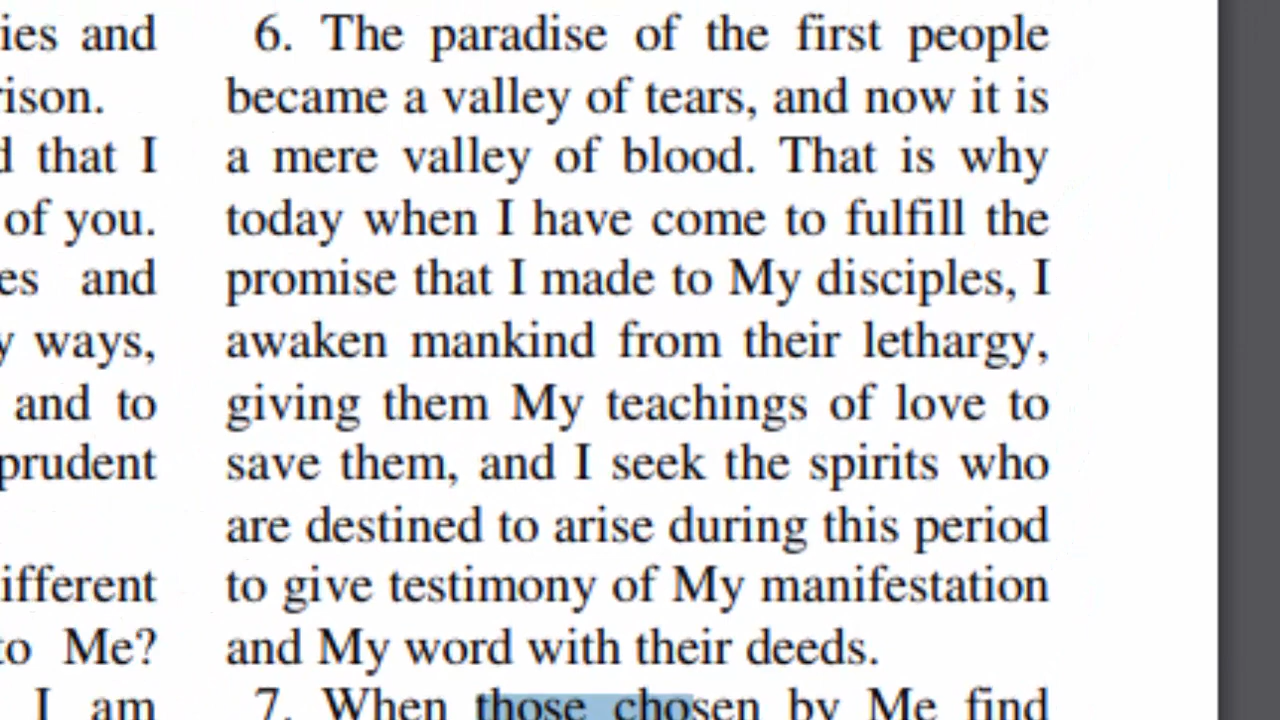 ies and
rison.
d that I
of you.
es and
y ways,
and to
prudent
ifferent
to Me?
I am
6. The paradise of the first people
became a valley of tears, and now it is
a mere valley of blood. That is why
today when I have come to fulfill the
promise that I made to My disciples, I
awaken mankind from their lethargy,
giving them My teachings of love to
save them, and I seek the spirits who
are destined to arise during this period
to give testimony of My manifestation
and My word with their deeds.
7. When those chosen by Me find